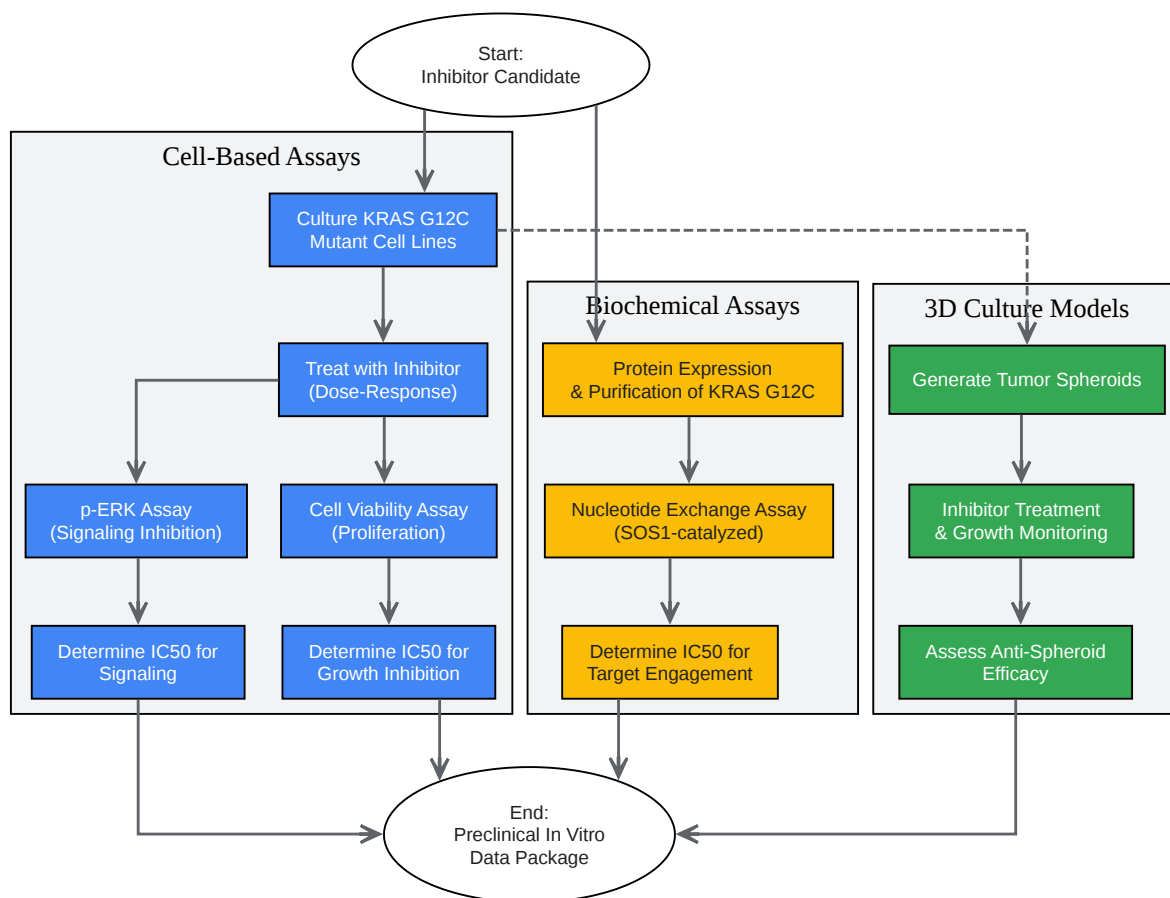 Start:
Inhibitor Candidate
Cell-Based Assays
Culture KRAS G12C
Mutant Cell Lines
Treat with Inhibitor
(Dose-Response)
p-ERK Assay
(Signaling Inhibition)
Cell Viability Assay
(Proliferation)
Determine IC50 for
Signaling
Determine IC50 for
Growth Inhibition
Biochemical Assays
Protein Expression
& Purification of KRAS G12C
Nucleotide Exchange Assay
(SOS1-catalyzed)
Determine IC50 for
Target Engagement
3D Culture Models
Generate Tumor Spheroids
Inhibitor Treatment
& Growth Monitoring
Assess Anti-Spheroid
Efficacy
End:
Preclinical In Vitro
Data Package